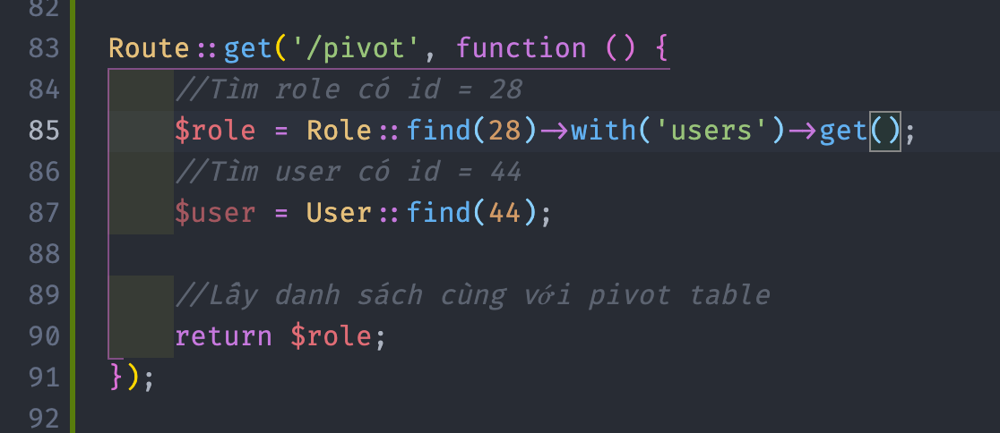 82
83 Route::get('/pivot', function () {
84 //Tìm role có id = 28
85 $role = Role::find(28)->with('users')->get();
86 //Tìm user có id = 44
87 $user = User::find(44);
88
89 //Lấy danh sách cùng với pivot table
90 return $role;
91 });
92